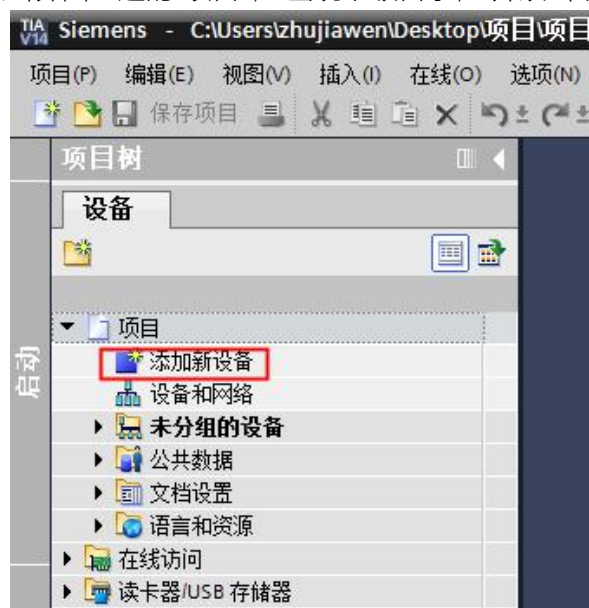 TIA V14 Siemens - C:\Users\zhujiawen\Desktop\项目\项目
项目(P) 编辑(E) 视图(V) 插入(I) 在线(O) 选项(N)
保存项目
项目树
设备
项目
添加新设备
设备和网络
未分组的设备
公共数据
文档设置
语言和资源
在线访问
读卡器/USB 存储器
启动